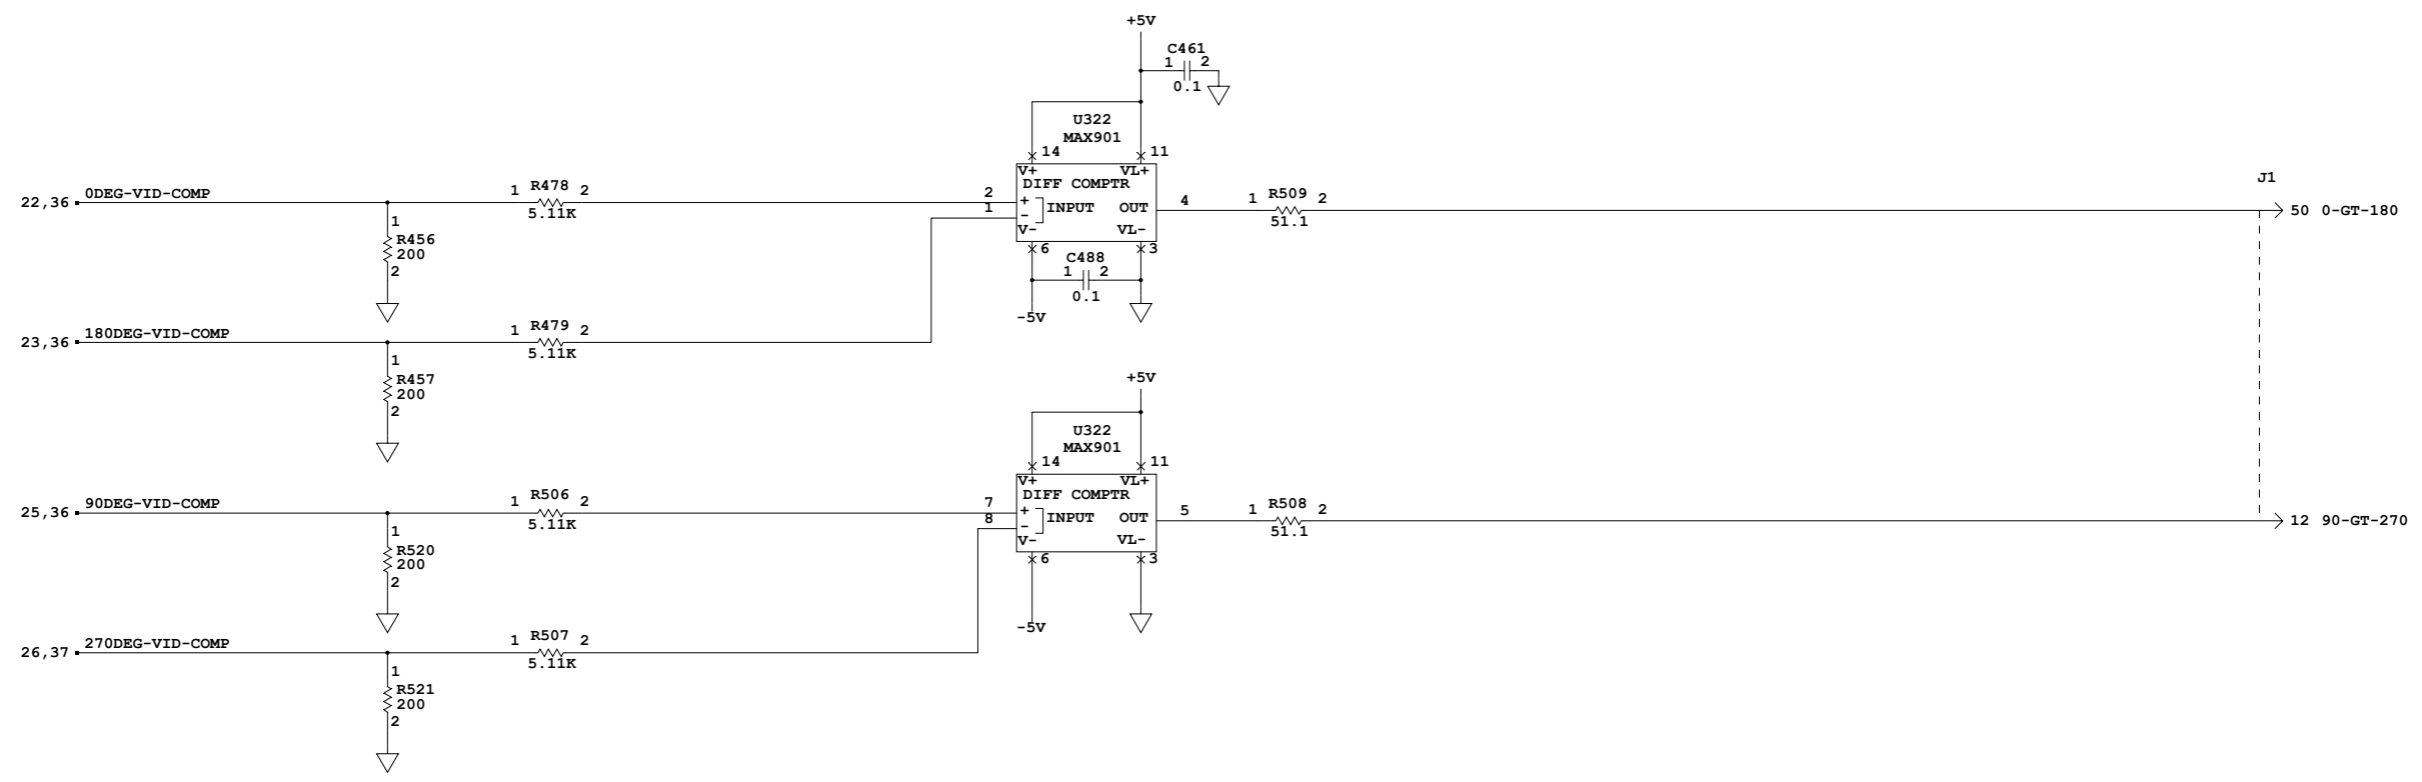 +5V
C461
1 2
0.1
U322
MAX901
14 11
V+ VL+
DIFF COMPTR
22,36 0DEG-VID-COMP
1 R478 2
5.11K
2
1
+
-
INPUT OUT
V- VL-
4
1 R509 2
51.1
J1
50 0-GT-180
1
R456
200
2
6 3
C488
1 2
0.1
-5V
23,36 180DEG-VID-COMP
1 R479 2
5.11K
1
R457
200
2
+5V
U322
MAX901
14 11
V+ VL+
DIFF COMPTR
25,36 90DEG-VID-COMP
1 R506 2
5.11K
7
8
+
-
INPUT OUT
V- VL-
5
1 R508 2
51.1
12 90-GT-270
1
R520
200
2
6 3
-5V
26,37 270DEG-VID-COMP
1 R507 2
5.11K
1
R521
200
2